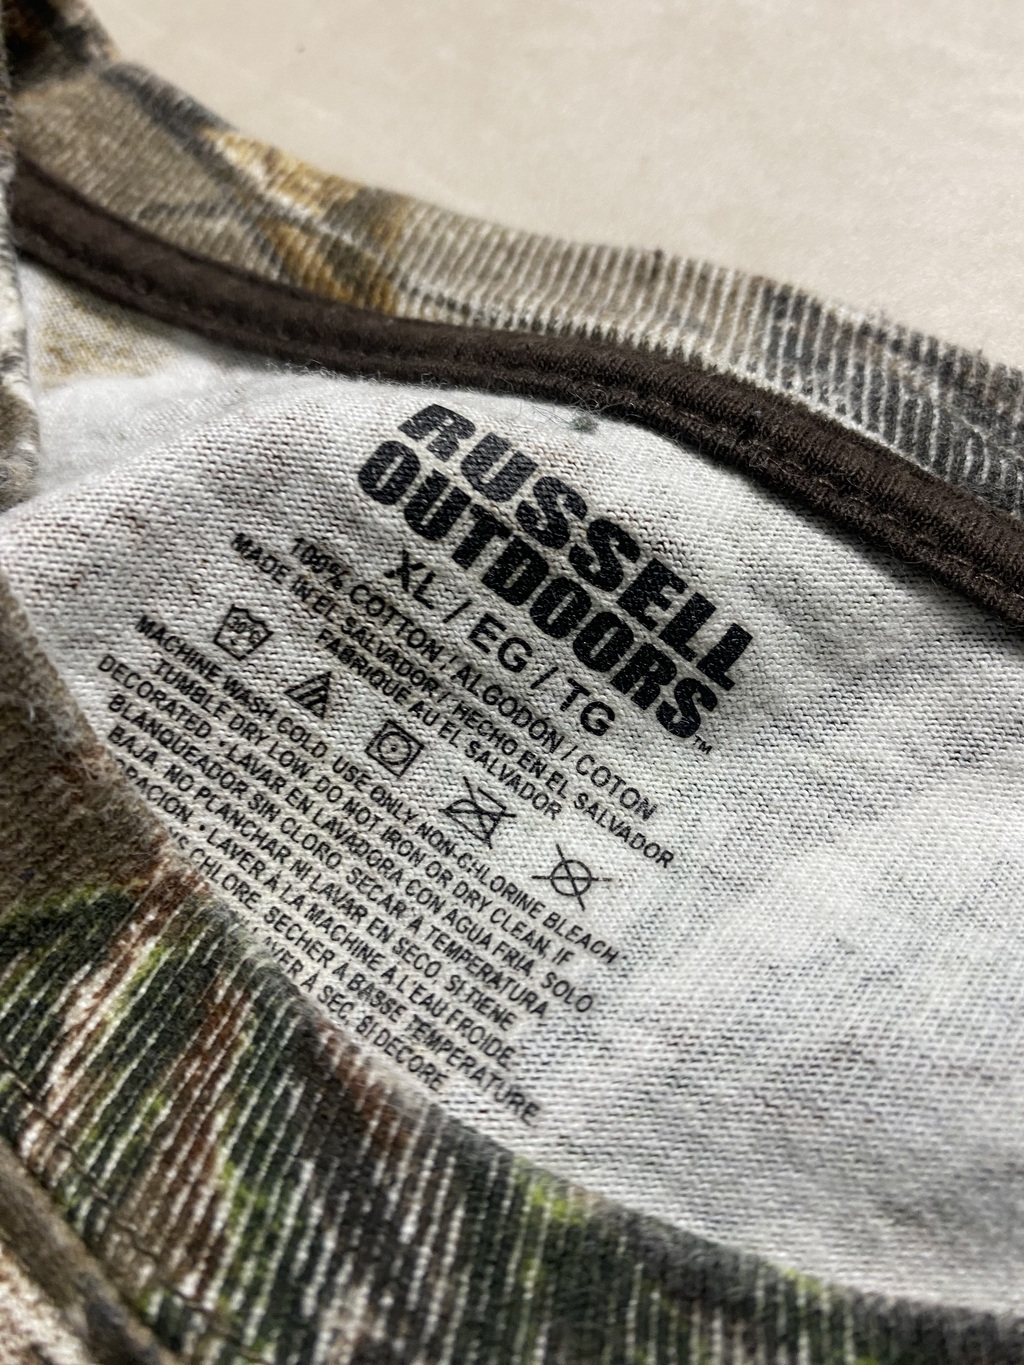 RUSSELL
OUTDOORS™
XL / EG / TG
100% COTTON / ALGODÓN / COTON
MADE IN EL SALVADOR / HECHO EN EL SALVADOR
FABRIQUÉ AU EL SALVADOR
30°C
MACHINE WASH COLD. USE ONLY NON-CHLORINE BLEACH
TUMBLE DRY LOW. DO NOT IRON OR DRY CLEAN. IF
DECORATED. • LAVAR EN LAVADORA CON AGUA FRIA. SOLO
BLANQUEADOR SIN CLORO. SECAR A TEMPERATURA
BAJA. NO PLANCHAR NI LAVAR EN SECO. SI TIENE
RACION. • LAVER À LA MACHINE À L'EAU FROIDE.
CHLORE. SECHER À BASSE TEMPERATURE
À SEC. SI DECORE